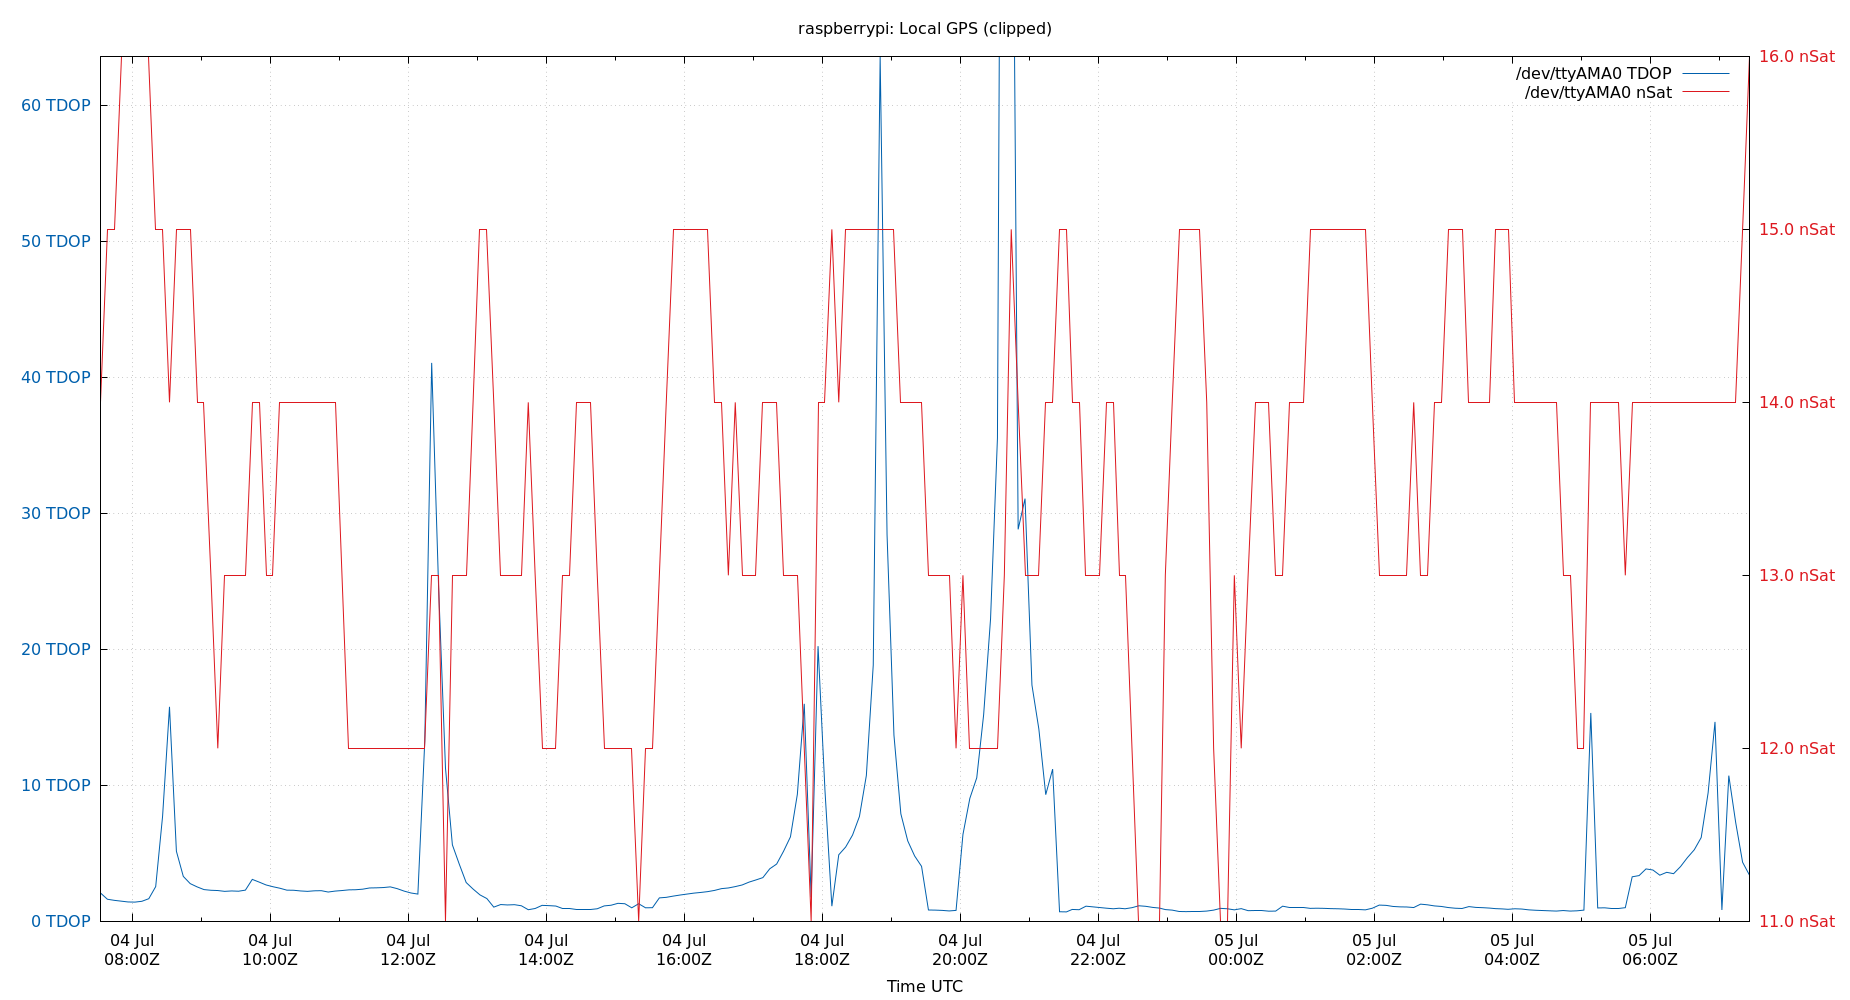 raspberrypi: Local GPS (clipped)
/dev/ttyAMA0 TDOP
/dev/ttyAMA0 nSat
60 TDOP
50 TDOP
40 TDOP
30 TDOP
20 TDOP
10 TDOP
0 TDOP
16.0 nSat
15.0 nSat
14.0 nSat
13.0 nSat
12.0 nSat
11.0 nSat
04 Jul
08:00Z
04 Jul
10:00Z
04 Jul
12:00Z
04 Jul
14:00Z
04 Jul
16:00Z
04 Jul
18:00Z
04 Jul
20:00Z
04 Jul
22:00Z
05 Jul
00:00Z
05 Jul
02:00Z
05 Jul
04:00Z
05 Jul
06:00Z
Time UTC